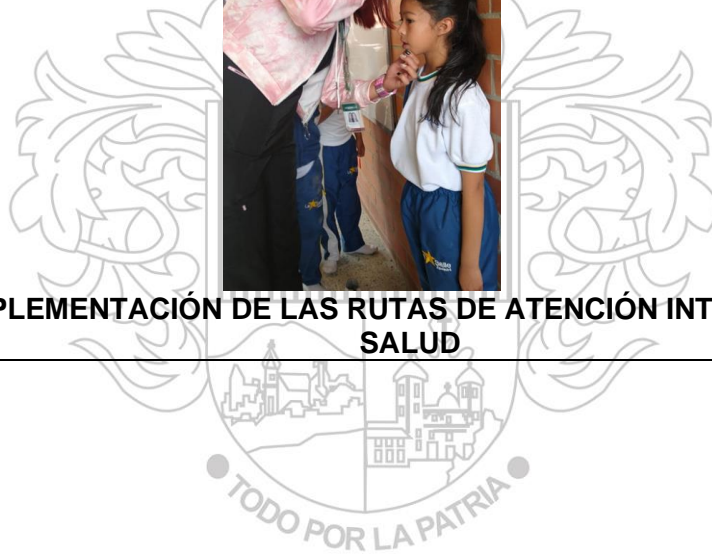 PLEMENTACIÓN DE LAS RUTAS DE ATENCIÓN INT
SALUD
TODO POR LA PATRIA